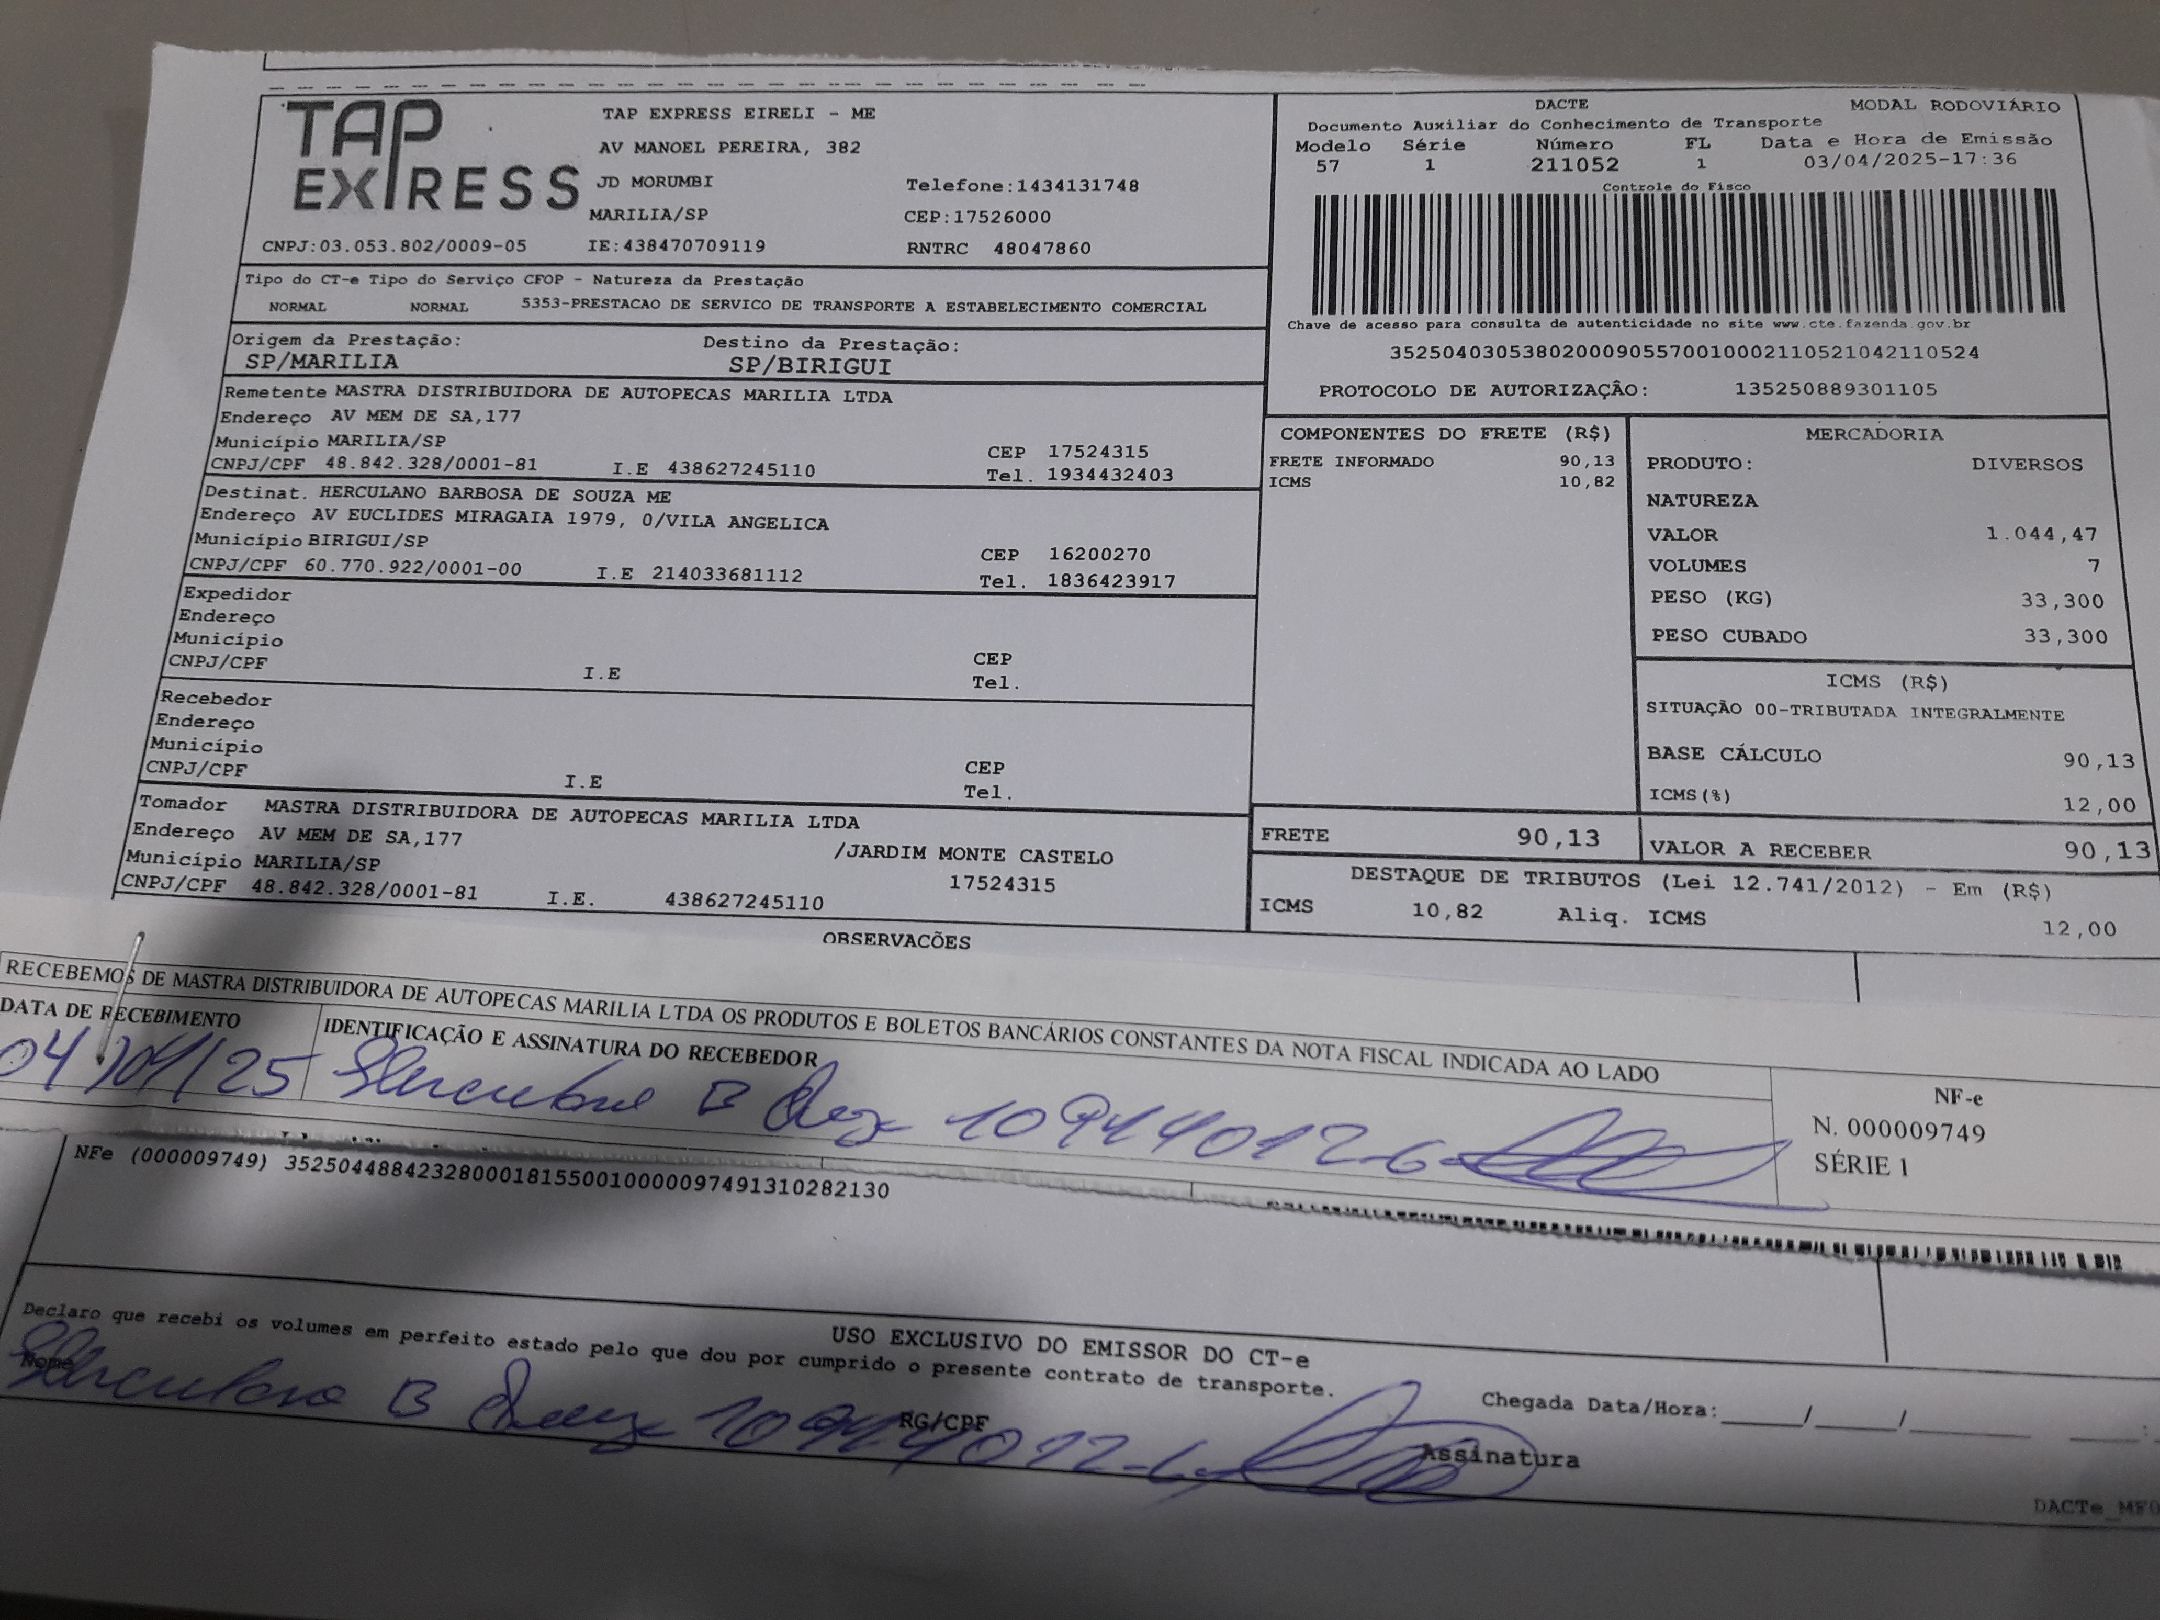 TAP EXPRESS
TAP EXPRESS EIRELI - ME
AV MANOEL PEREIRA, 382
JD MORUMBI Telefone:1434131748
MARILIA/SP CEP:17526000
CNPJ:03.053.802/0009-05 IE:438470709119 RNTRC 48047860
Tipo do CT-e Tipo do Serviço CFOP - Natureza da Prestação
NORMAL NORMAL 5353-PRESTACAO DE SERVICO DE TRANSPORTE A ESTABELECIMENTO COMERCIAL
Origem da Prestação: Destino da Prestação:
SP/MARILIA SP/BIRIGUI
Remetente MASTRA DISTRIBUIDORA DE AUTOPECAS MARILIA LTDA
Endereço AV MEM DE SA,177
Município MARILIA/SP CEP 17524315
CNPJ/CPF 48.842.328/0001-81 I.E 438627245110 Tel. 1934432403
Destinat. HERCULANO BARBOSA DE SOUZA ME
Endereço AV EUCLIDES MIRAGAIA 1979, 0/VILA ANGELICA
Município BIRIGUI/SP CEP 16200270
CNPJ/CPF 60.770.922/0001-00 I.E 214033681112 Tel. 1836423917
Expedidor
Endereço
Município CEP
CNPJ/CPF I.E Tel.
Recebedor
Endereço
Município CEP
CNPJ/CPF I.E Tel.
Tomador MASTRA DISTRIBUIDORA DE AUTOPECAS MARILIA LTDA
Endereço AV MEM DE SA,177 /JARDIM MONTE CASTELO
Município MARILIA/SP 17524315
CNPJ/CPF 48.842.328/0001-81 I.E. 438627245110
OBSERVACÕES
DACTE MODAL RODOVIÁRIO
Documento Auxiliar do Conhecimento de Transporte
Modelo Série Número FL Data e Hora de Emissão
57 1 211052 1 03/04/2025-17:36
Controle do Fisco
Chave de acesso para consulta de autenticidade no site www.cte.fazenda.gov.br
35250403053802000905570010002110521042110524
PROTOCOLO DE AUTORIZAÇÃO: 135250889301105
COMPONENTES DO FRETE (R$)
FRETE INFORMADO 90,13
ICMS 10,82
MERCADORIA
PRODUTO: DIVERSOS
NATUREZA
VALOR 1.044,47
VOLUMES 7
PESO (KG) 33,300
PESO CUBADO 33,300
ICMS (R$)
SITUAÇÃO 00-TRIBUTADA INTEGRALMENTE
BASE CÁLCULO 90,13
ICMS(%) 12,00
FRETE 90,13 VALOR A RECEBER 90,13
DESTAQUE DE TRIBUTOS (Lei 12.741/2012) - Em (R$)
ICMS 10,82 Aliq. ICMS 12,00
RECEBEMOS DE MASTRA DISTRIBUIDORA DE AUTOPECAS MARILIA LTDA OS PRODUTOS E BOLETOS BANCÁRIOS CONSTANTES DA NOTA FISCAL INDICADA AO LADO
DATA DE RECEBIMENTO IDENTIFICAÇÃO E ASSINATURA DO RECEBEDOR
04/04/25 Herculano B
NF-e
N. 000009749
SÉRIE 1
NFe (000009749) 35250448842328000181550010000097491310282130
USO EXCLUSIVO DO EMISSOR DO CT-e
Declaro que recebi os volumes em perfeito estado pelo que dou por cumprido o presente contrato de transporte.
Nome RG/CPF Assinatura Chegada Data/Hora:____/____/______ ___:
Herculano B
DACTe_MF0